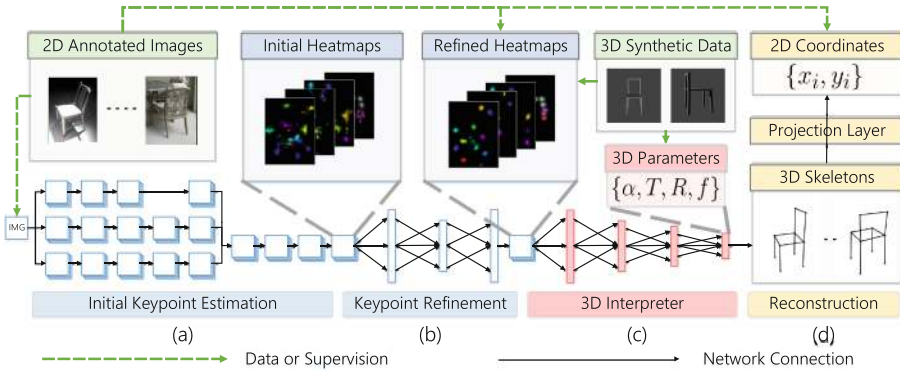 2D Annotated Images
Initial Heatmaps
Refined Heatmaps
3D Synthetic Data
2D Coordinates
{x_i, y_i}
Projection Layer
3D Parameters
{α, T, R, f}
3D Skeletons
IMG
Initial Keypoint Estimation
Keypoint Refinement
3D Interpreter
Reconstruction
(a)
(b)
(c)
(d)
Data or Supervision
Network Connection